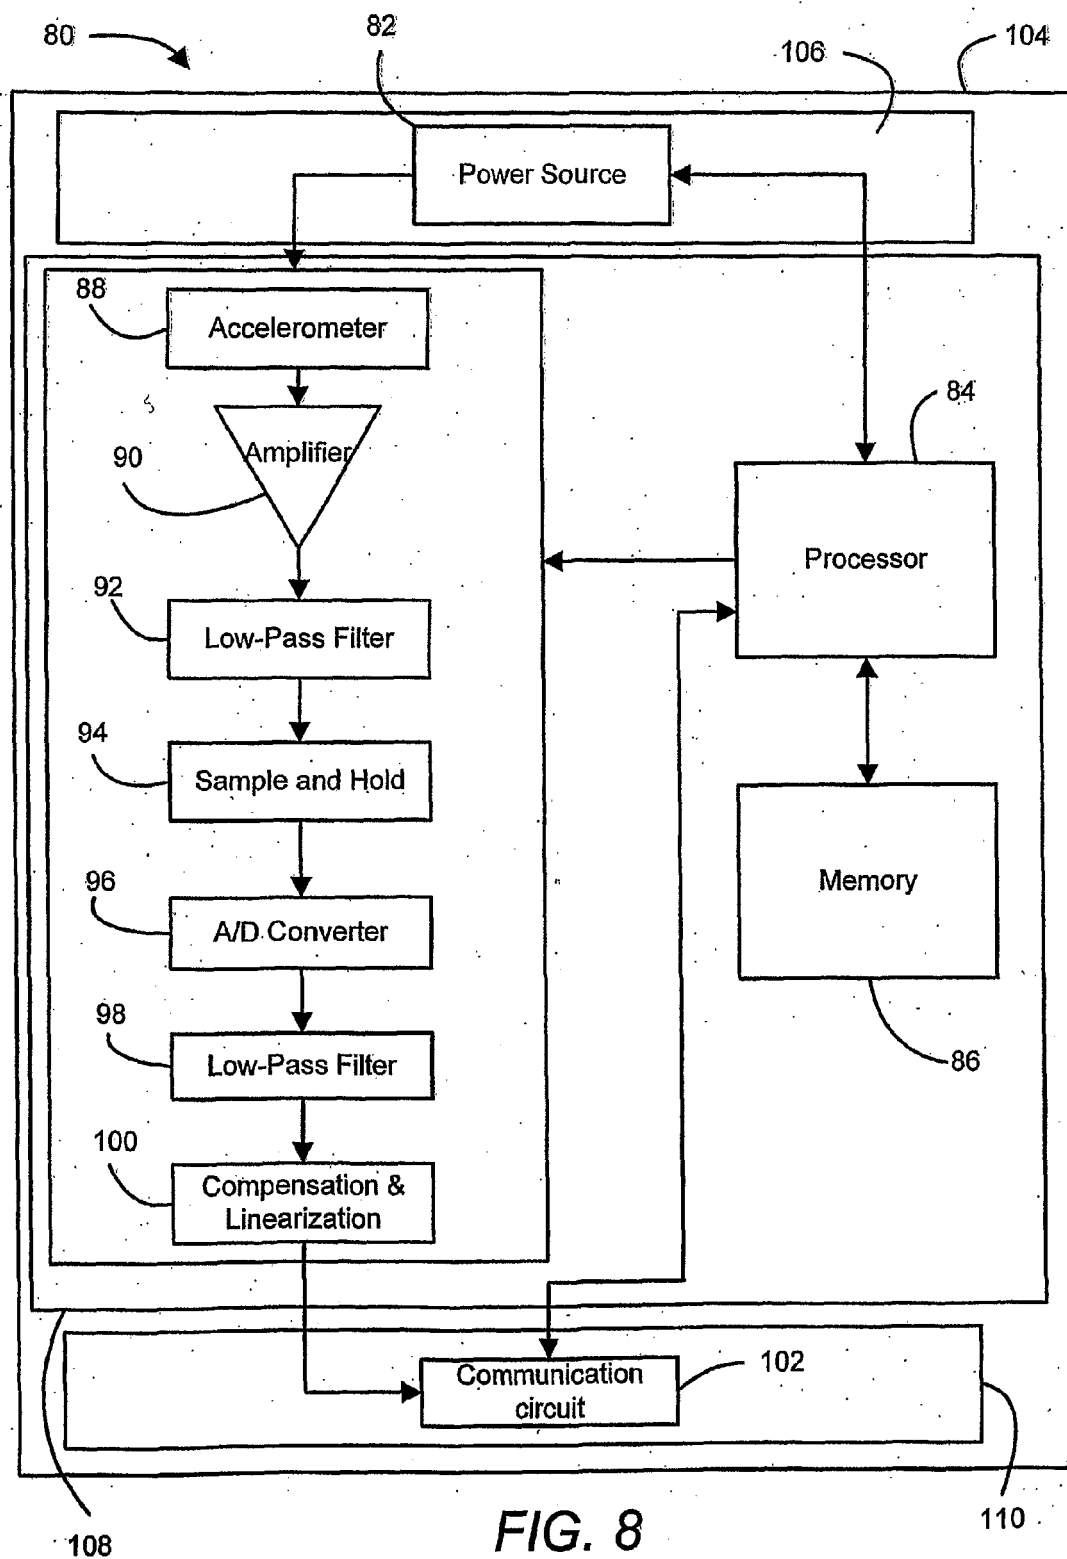 80
82
106
104
Power Source
88
Accelerometer
84
Amplifier
90
Processor
92
Low-Pass Filter
94
Sample and Hold
Memory
96
A/D Converter
98
Low-Pass Filter
86
100
Compensation &
Linearization
Communication
circuit
102
108
FIG. 8
110